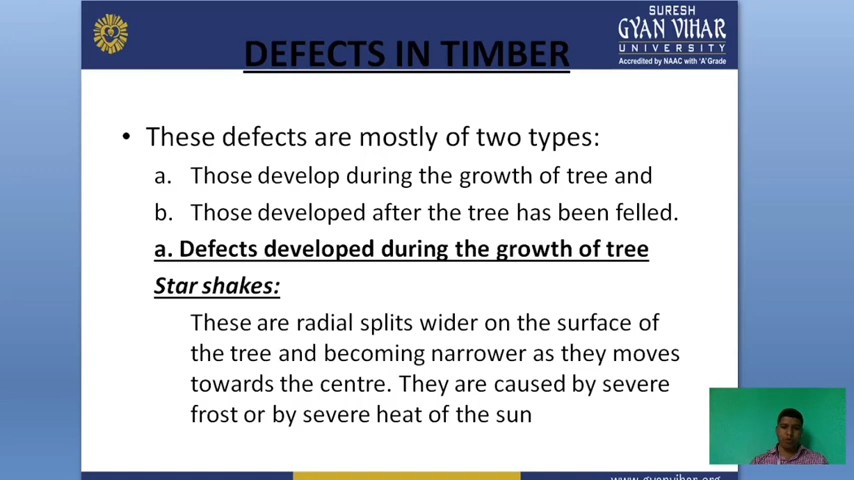 SURESH
GYAN VIHAR
UNIVERSITY
Accredited by NAAC with 'A' Grade
DEFECTS IN TIMBER
• These defects are mostly of two types:
a. Those develop during the growth of tree and
b. Those developed after the tree has been felled.
a. Defects developed during the growth of tree
Star shakes:
These are radial splits wider on the surface of
the tree and becoming narrower as they moves
towards the centre. They are caused by severe
frost or by severe heat of the sun
www.gyanvihar.org